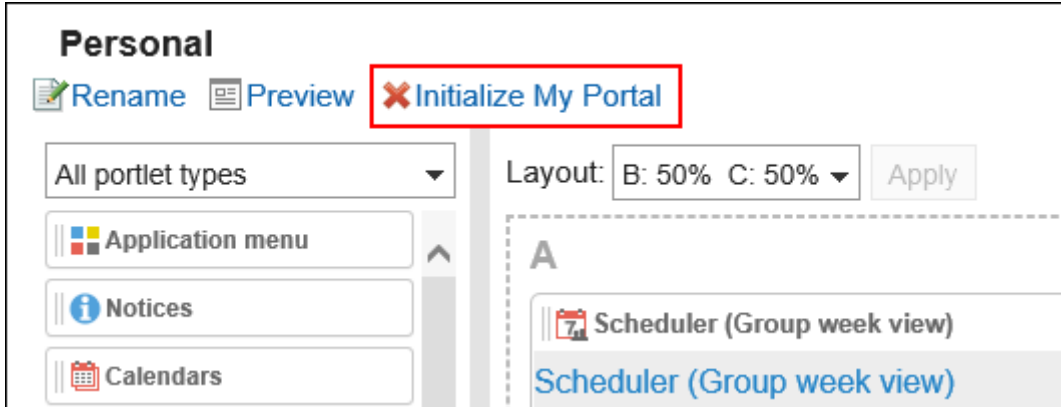 Personal
Rename Preview Initialize My Portal
All portlet types
Layout: B: 50% C: 50% Apply
Application menu
A
Notices
7 Scheduler (Group week view)
Calendars
Scheduler (Group week view)